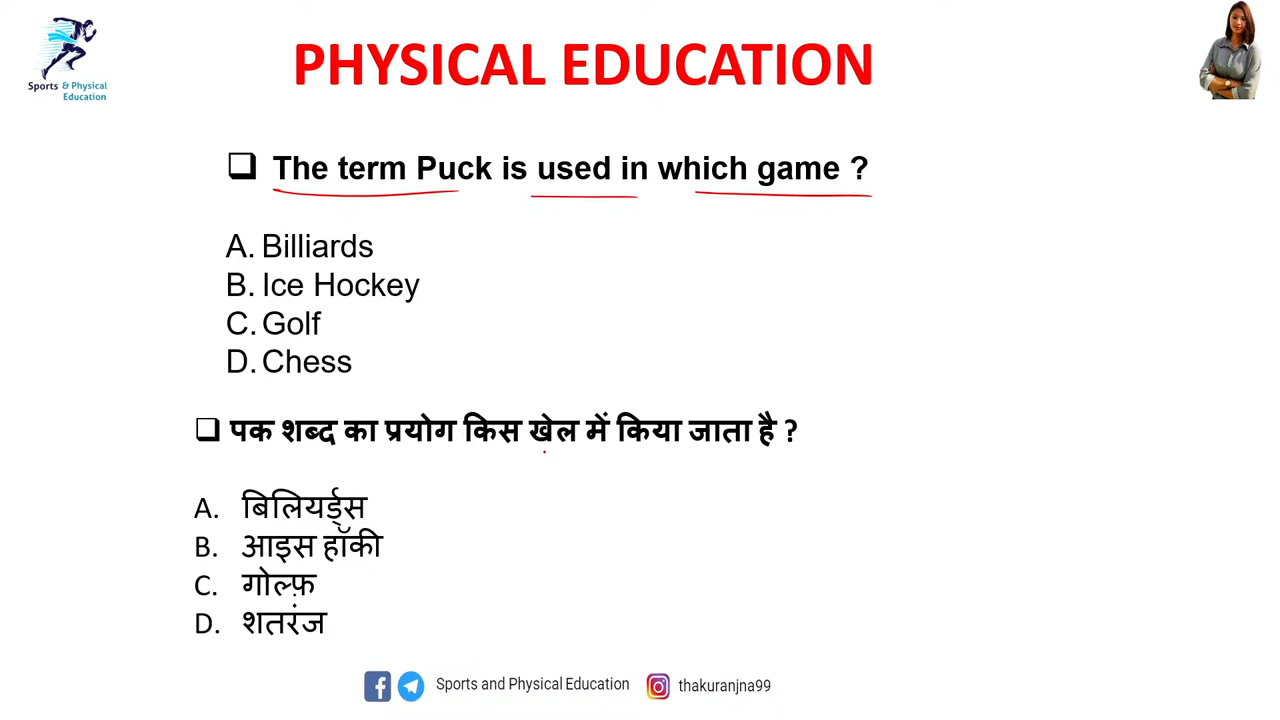 Sports & Physical
Education
PHYSICAL EDUCATION
The term Puck is used in which game ?
A. Billiards
B. Ice Hockey
C. Golf
D. Chess
पक शब्द का प्रयोग किस खेल में किया जाता है ?
A. बिलियर्ड्स
B. आइस हॉकी
C. गोल्फ़
D. शतरंज
Sports and Physical Education thakuranjna99